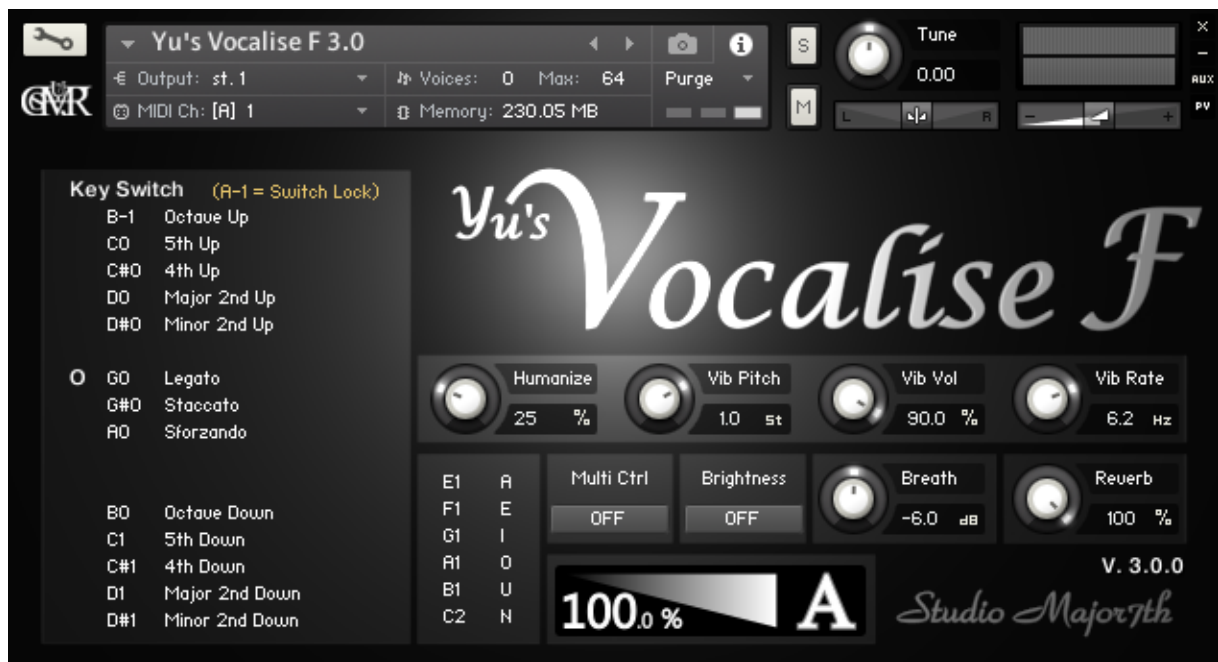 Yu's Vocalise F 3.0
S
Tune
×
Output: st. 1
Voices: 0 Max: 64
Purge
0.00
AUX
MIDI Ch: [A] 1
Memory: 230.05 MB
M
L
R
-
+
PV
Key Switch (A-1 = Switch Lock)
B-1 Octave Up
C0 5th Up
C#0 4th Up
D0 Major 2nd Up
D#0 Minor 2nd Up
O G0 Legato
G#0 Staccato
A0 Sforzando
B0 Octave Down
C1 5th Down
C#1 4th Down
D1 Major 2nd Down
D#1 Minor 2nd Down
Yu's
Vocalise F
Humanize
25 %
Vib Pitch
1.0 st
Vib Vol
90.0 %
Vib Rate
6.2 Hz
E1 A
F1 E
G1 I
A1 O
B1 U
C2 N
Multi Ctrl
OFF
Brightness
OFF
Breath
-6.0 dB
Reverb
100 %
100.0 %
A
V. 3.0.0
Studio Major7th